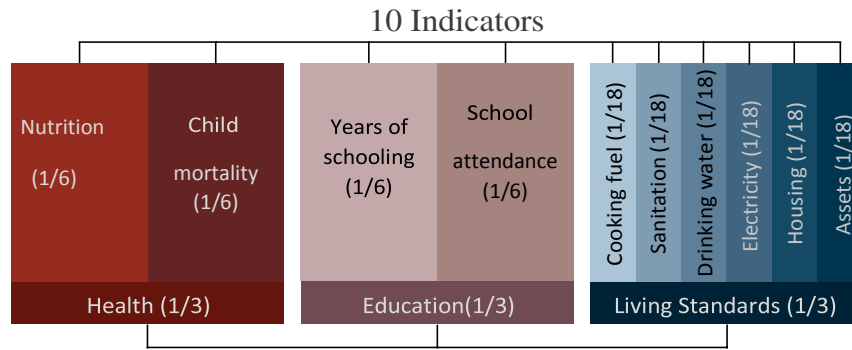 10 Indicators
Nutrition
(1/6)
Child
mortality
(1/6)
Years of
schooling
(1/6)
School
attendance
(1/6)
Cooking fuel (1/18)
Sanitation (1/18)
Drinking water (1/18)
Electricity (1/18)
Housing (1/18)
Assets (1/18)
Health (1/3)
Education(1/3)
Living Standards (1/3)